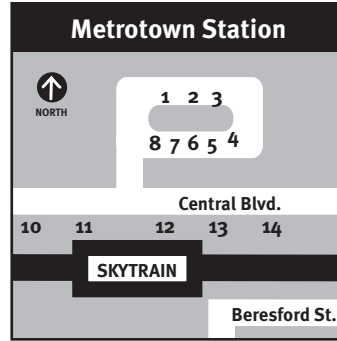 Metrotown Station
NORTH
1 2 3
8 7 6 5 4
Central Blvd.
10 11 12 13 14
SKYTRAIN
Beresford St.